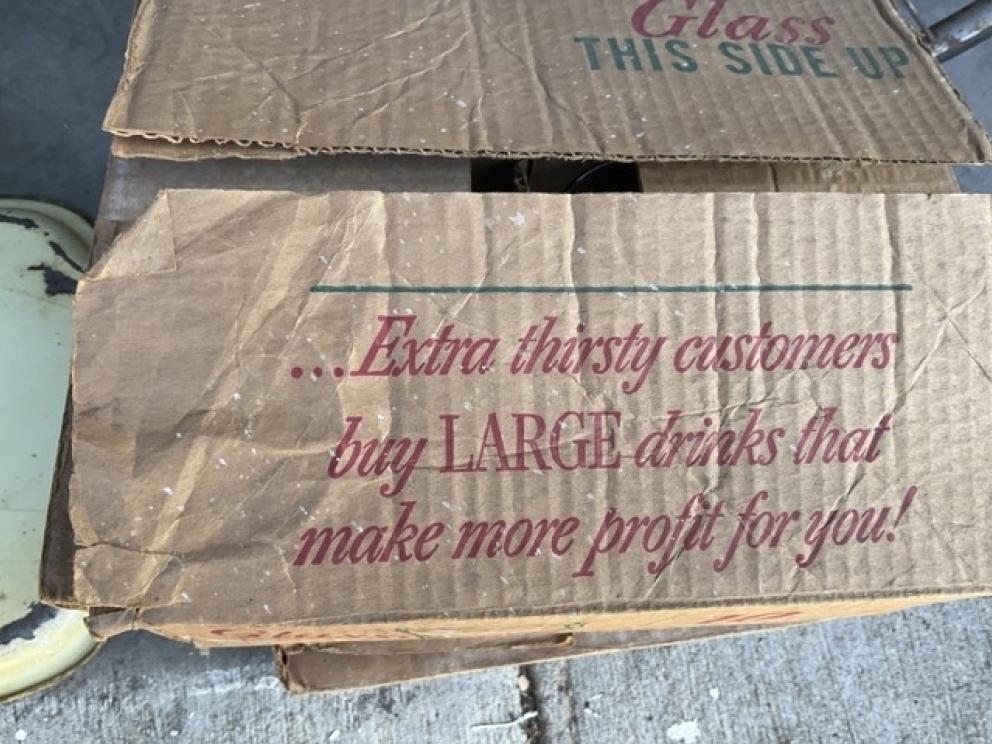 Glass
THIS SIDE UP
...Extra thirsty customers
buy LARGE drinks that
make more profit for you!